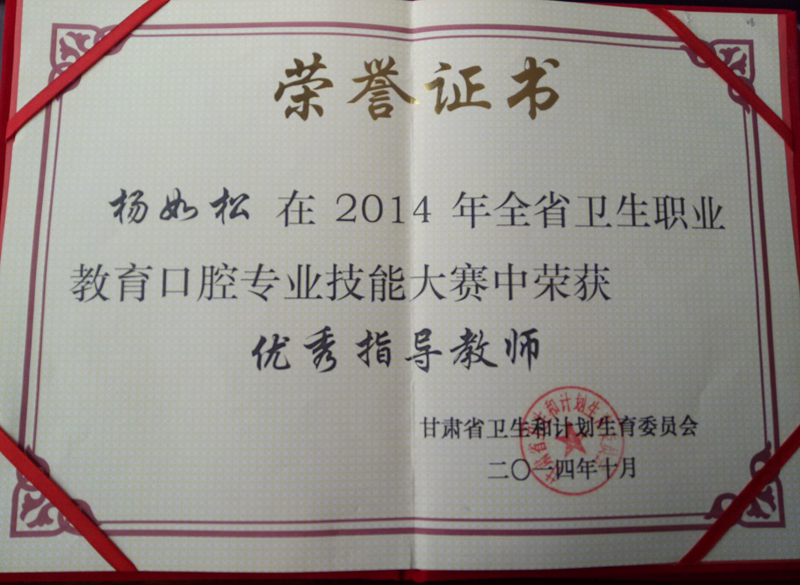 荣誉证书
杨如松 在 2014 年全省卫生职业
教育口腔专业技能大赛中荣获
优秀指导教师
甘肃省卫生和计划生育委员会
二〇一四年十月